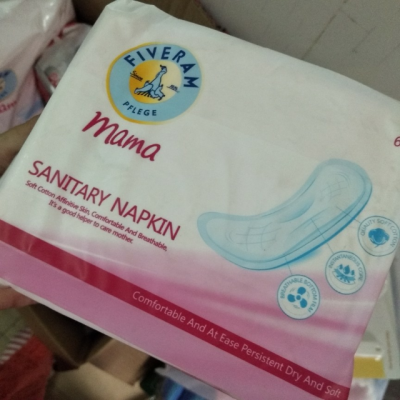 FIVERAM
PFLEGE
mama
SANITARY NAPKIN
Soft Cotton Affinitive Skin, Comfortable And Breathable,
It's a good helper to care mother.
Comfortable And At Ease Persistent Dry And Soft
6